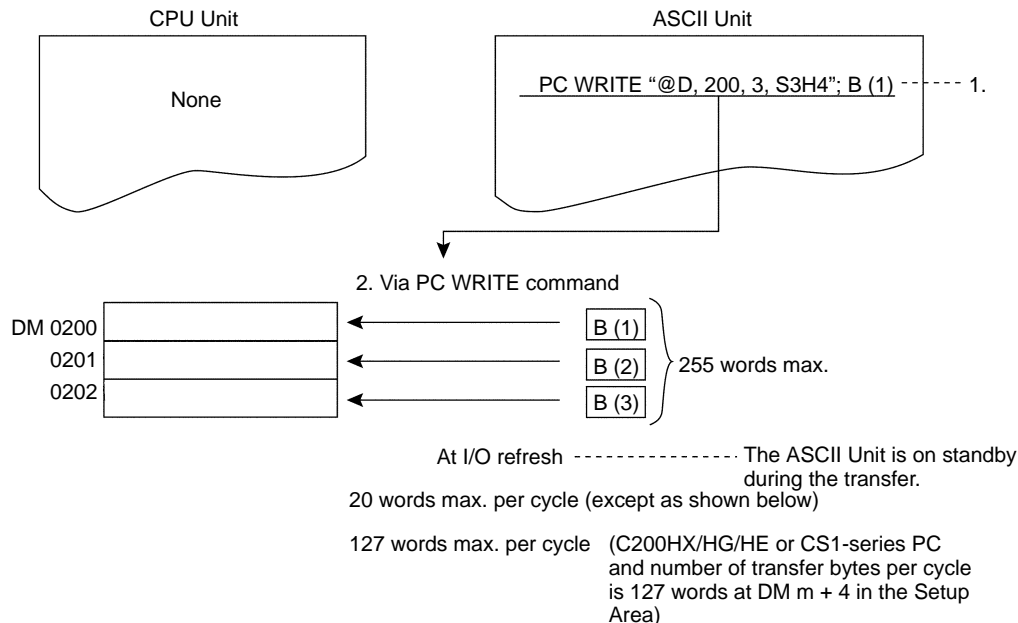 CPU Unit
ASCII Unit
None
PC WRITE “@D, 200, 3, S3H4”; B (1)
1.
2. Via PC WRITE command
DM 0200
B (1)
0201
B (2)
255 words max.
0202
B (3)
At I/O refresh
The ASCII Unit is on standby
during the transfer.
20 words max. per cycle (except as shown below)
127 words max. per cycle (C200HX/HG/HE or CS1-series PC
and number of transfer bytes per cycle
is 127 words at DM m + 4 in the Setup
Area)